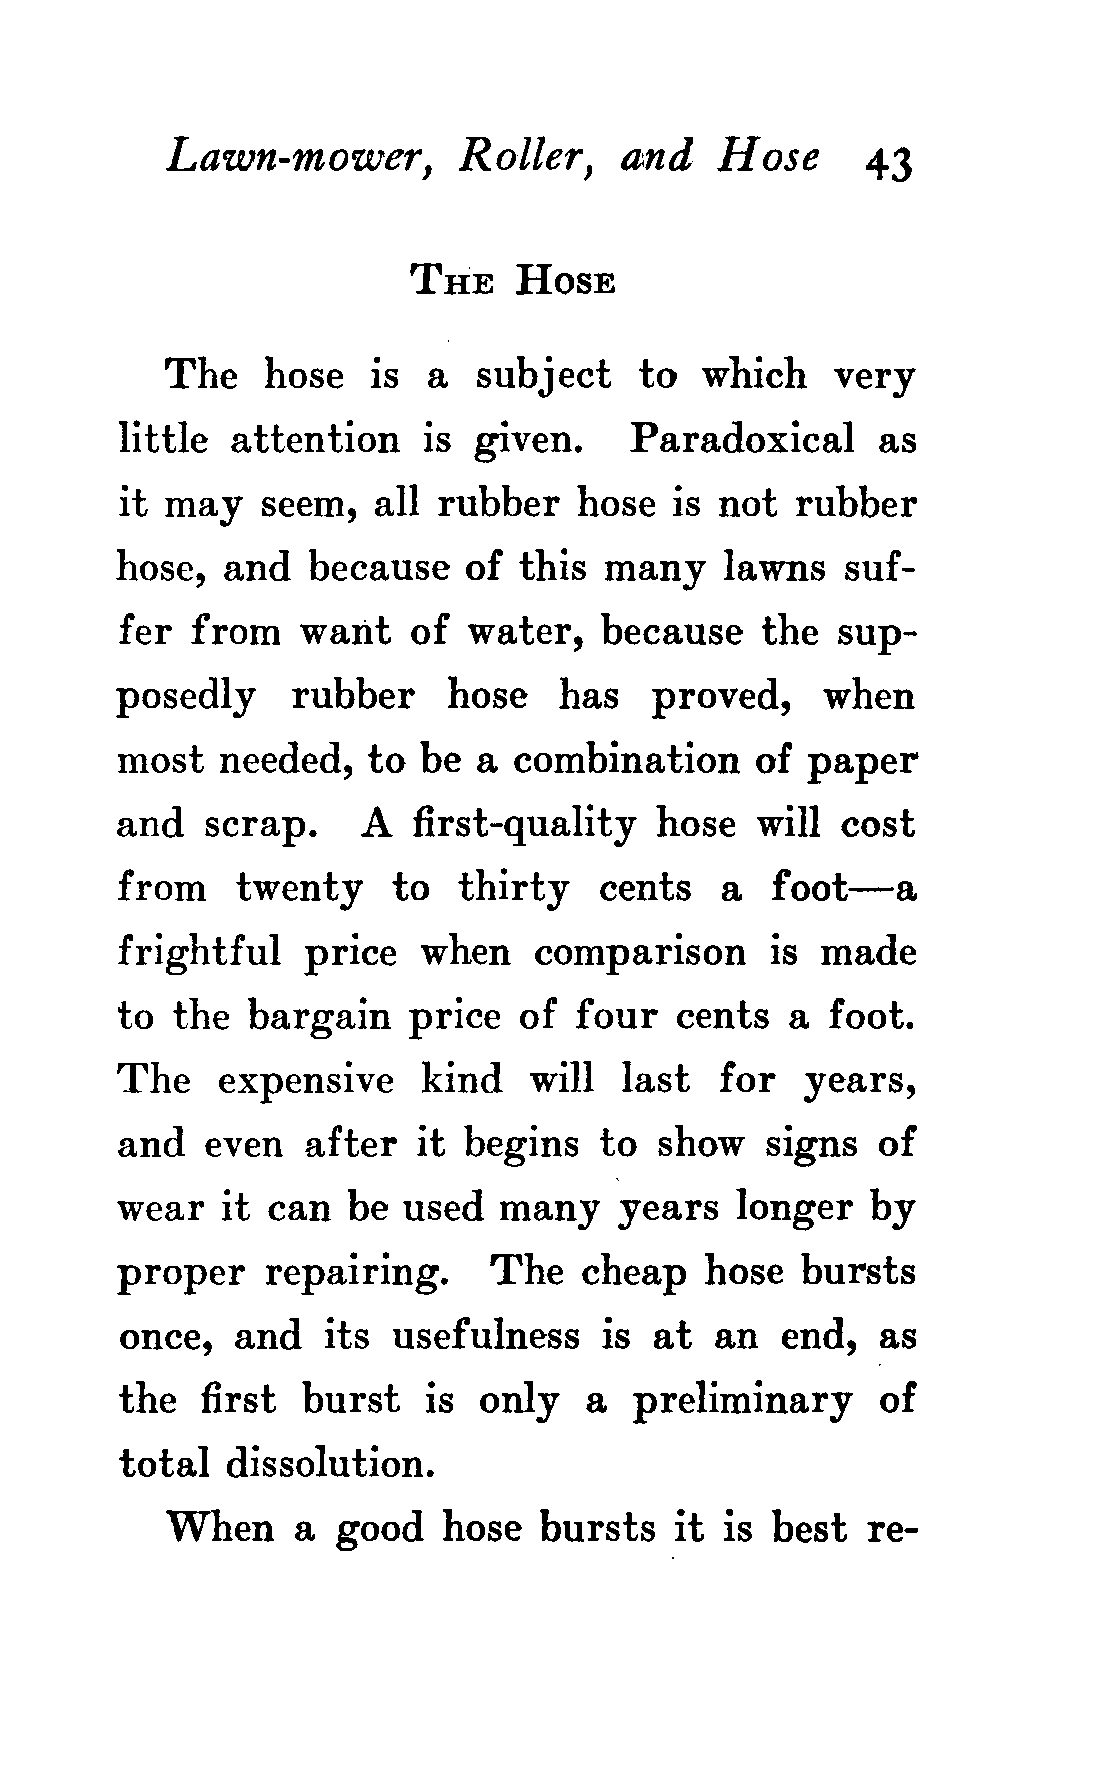 Lawn-mower, Roller, and Hose 43
The Hose
The hose is a subject to which very
little attention is given. Paradoxical as
it may seem, all rubber hose is not rubber
hose, and because of this many lawns suf-
fer from want of water, because the sup-
posedly rubber hose has proved, when
most needed, to be a combination of paper
and scrap. A first-quality hose will cost
from twenty to thirty cents a foot—a
frightful price when comparison is made
to the bargain price of four cents a foot.
The expensive kind will last for years,
and even after it begins to show signs of
wear it can be used many years longer by
proper repairing. The cheap hose bursts
once, and its usefulness is at an end, as
the first burst is only a preliminary of
total dissolution.
When a good hose bursts it is best re-